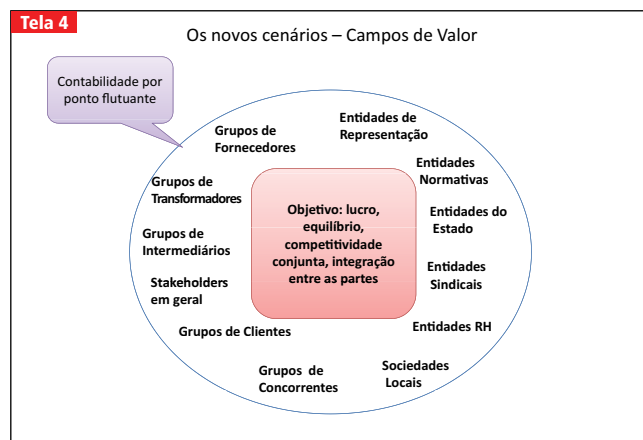 Tela 4
Os novos cenários – Campos de Valor
Contabilidade por
ponto flutuante
Grupos de
Fornecedores
Entidades de
Representação
Entidades
Normativas
Grupos de
Transformadores
Entidades do
Estado
Objetivo: lucro,
equilíbrio,
competitividade
conjunta, integração
entre as partes
Grupos de
Intermediários
Entidades
Sindicais
Stakeholders
em geral
Grupos de Clientes
Entidades RH
Grupos de
Concorrentes
Sociedades
Locais